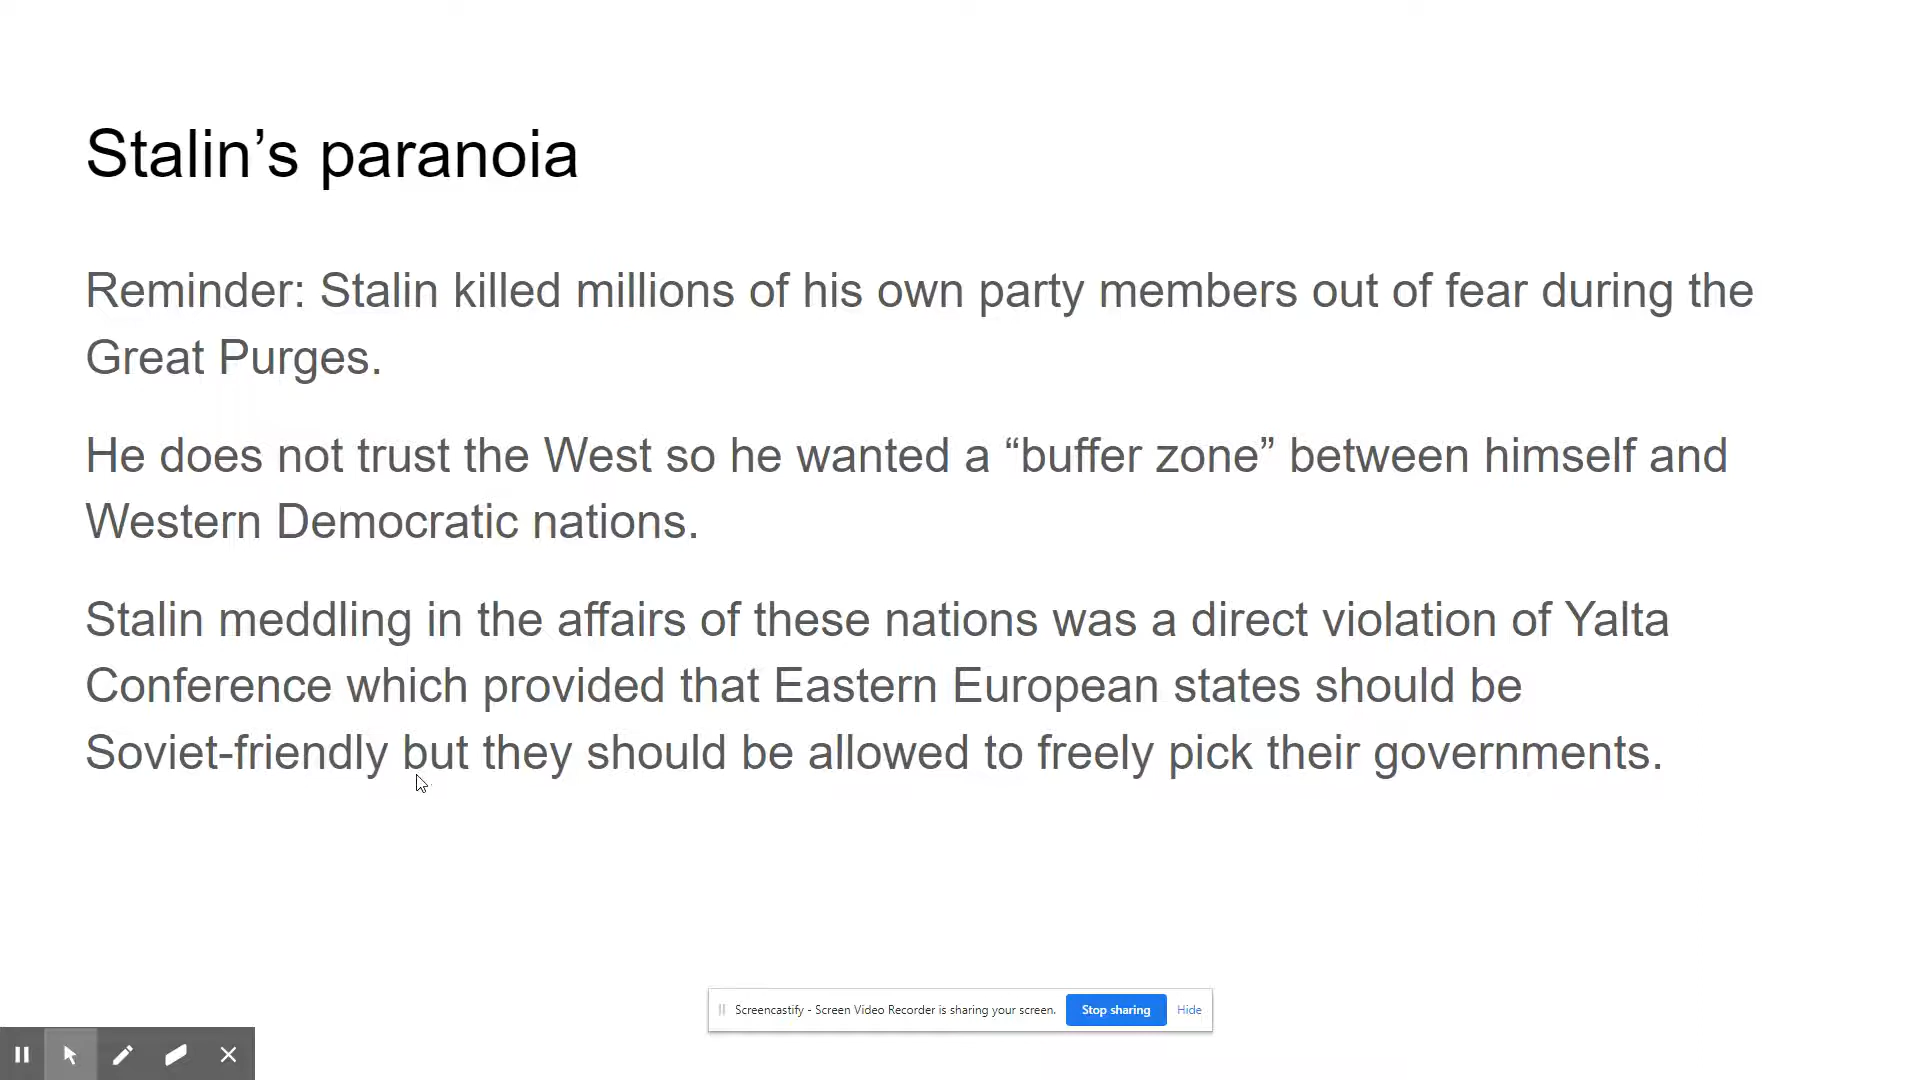 Stalin’s paranoia
Reminder: Stalin killed millions of his own party members out of fear during the
Great Purges.
He does not trust the West so he wanted a “buffer zone” between himself and
Western Democratic nations.
Stalin meddling in the affairs of these nations was a direct violation of Yalta
Conference which provided that Eastern European states should be
Soviet-friendly but they should be allowed to freely pick their governments.
Screencastify - Screen Video Recorder is sharing your screen. Stop sharing Hide